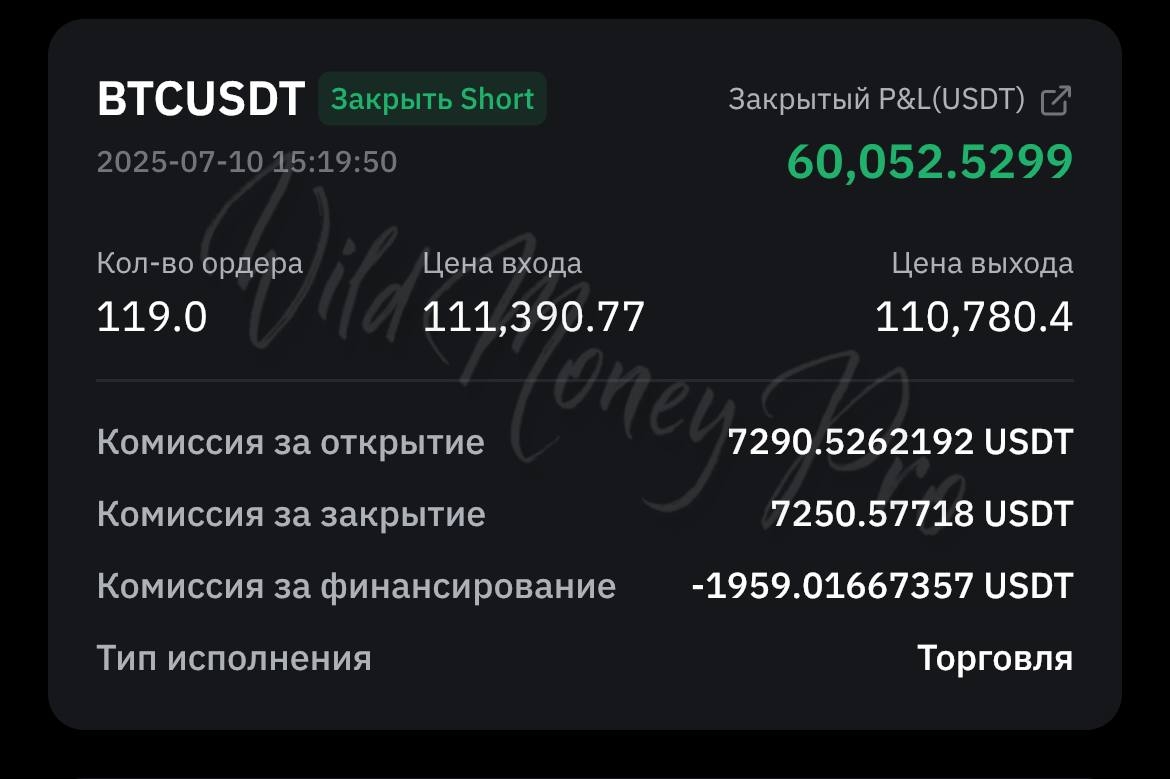 BTCUSDT Закрыть Short Закрытый P&L(USDT)
2025-07-10 15:19:50 60,052.5299
Кол-во ордера Цена входа Цена выхода
119.0 111,390.77 110,780.4
Wild Money Pro
Комиссия за открытие 7290.5262192 USDT
Комиссия за закрытие 7250.57718 USDT
Комиссия за финансирование -1959.01667357 USDT
Тип исполнения Торговля